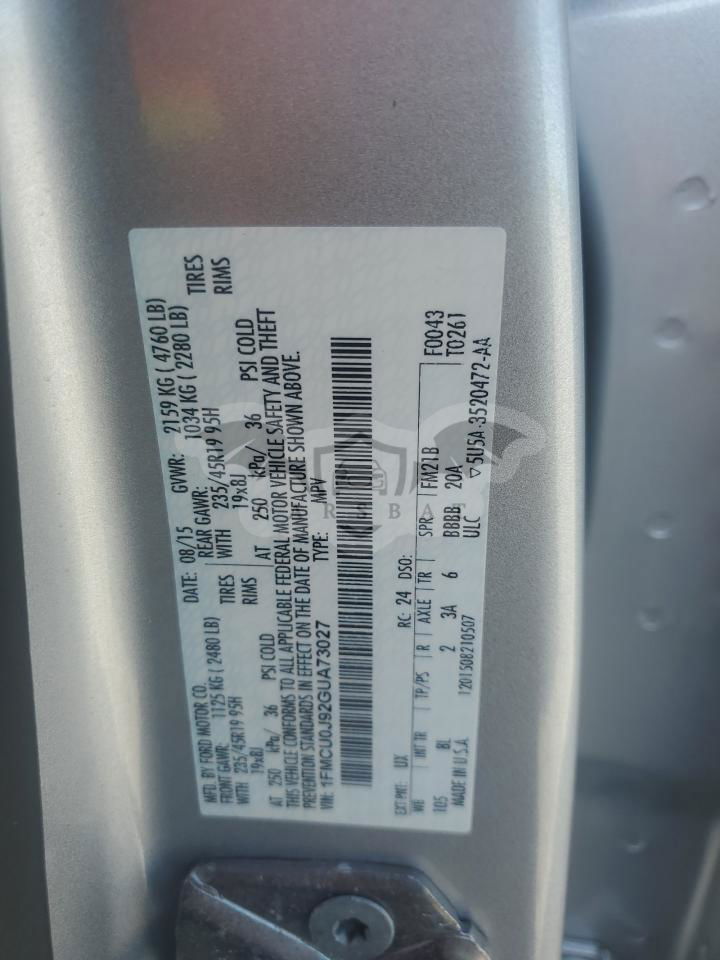 MFD. BY FORD MOTOR CO.
DATE: 08/15 GVWR: 2159 KG ( 4760 LB)
FRONT GAWR: 1125 KG ( 2480 LB)
REAR GAWR: 1034 KG ( 2280 LB)
WITH 235/45R19 95H TIRES
WITH 235/45R19 95H TIRES
19x8J RIMS
19x8J RIMS
AT 250 kPa/ 36 PSI COLD
AT 250 kPa/ 36 PSI COLD
THIS VEHICLE CONFORMS TO ALL APPLICABLE FEDERAL MOTOR VEHICLE SAFETY AND THEFT
PREVENTION STANDARDS IN EFFECT ON THE DATE OF MANUFACTURE SHOWN ABOVE.
VIN: 1FMCU0J92GUA73027
TYPE: MPV
EXT PNT: UX RC: 24 DSO: F0043
WB INT TR TP/PS R AXLE TR SPR FM21B T0261
105 8L 2 3A 6 BBBB 20A
MADE IN U.S.A. 1201508210507 ULC ▽5U5A-3520472-AA
RSBAT